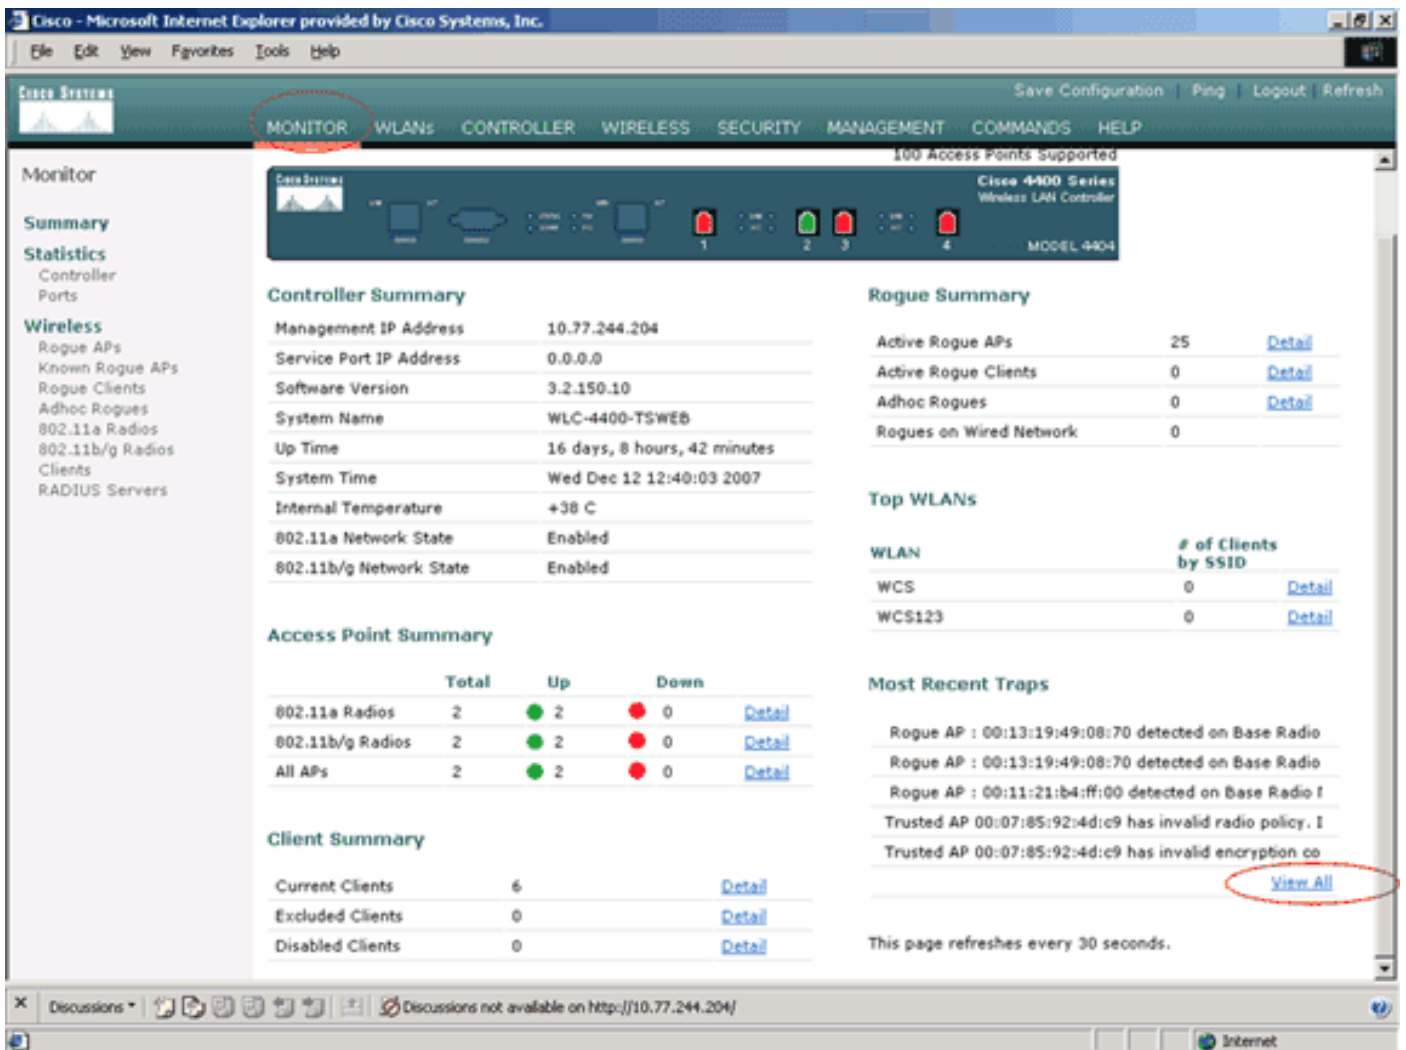 Cisco - Microsoft Internet Explorer provided by Cisco Systems, Inc.
File Edit View Favorites Tools Help
Cisco Systems
Save Configuration | Ping | Logout | Refresh
MONITOR WLANs CONTROLLER WIRELESS SECURITY MANAGEMENT COMMANDS HELP
Monitor
Summary
Statistics
Controller
Ports
Wireless
Rogue APs
Known Rogue APs
Rogue Clients
Adhoc Rogues
802.11a Radios
802.11b/g Radios
Clients
RADIUS Servers
100 Access Points Supported
Cisco Systems
Cisco 4400 Series
Wireless LAN Controller
1 2 3 4
MODEL 4404
Controller Summary
Management IP Address 10.77.244.204
Service Port IP Address 0.0.0.0
Software Version 3.2.150.10
System Name WLC-4400-TSWEB
Up Time 16 days, 8 hours, 42 minutes
System Time Wed Dec 12 12:40:03 2007
Internal Temperature +38 C
802.11a Network State Enabled
802.11b/g Network State Enabled
Access Point Summary
Total Up Down
802.11a Radios 2 2 0 Detail
802.11b/g Radios 2 2 0 Detail
All APs 2 2 0 Detail
Client Summary
Current Clients 6 Detail
Excluded Clients 0 Detail
Disabled Clients 0 Detail
Rogue Summary
Active Rogue APs 25 Detail
Active Rogue Clients 0 Detail
Adhoc Rogues 0 Detail
Rogues on Wired Network 0
Top WLANs
WLAN # of Clients
by SSID
WCS 0 Detail
WCS123 0 Detail
Most Recent Traps
Rogue AP : 00:13:19:49:08:70 detected on Base Radio
Rogue AP : 00:13:19:49:08:70 detected on Base Radio
Rogue AP : 00:11:21:b4:ff:00 detected on Base Radio
Trusted AP 00:07:85:92:4d:c9 has invalid radio policy. I
Trusted AP 00:07:85:92:4d:c9 has invalid encryption co
View All
This page refreshes every 30 seconds.
Discussions Discussions not available on http://10.77.244.204/
Internet